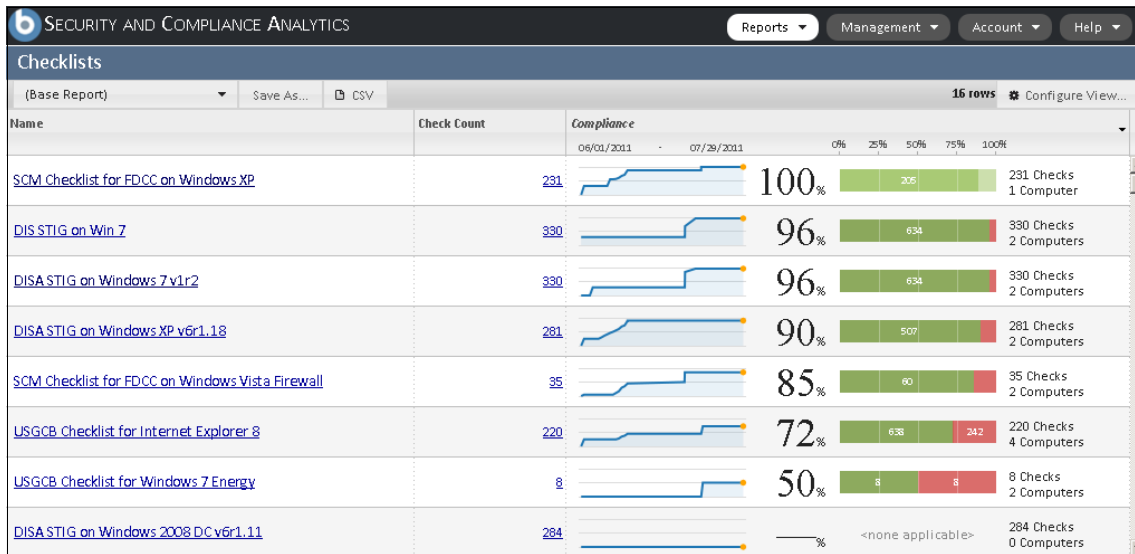 b SECURITY AND COMPLIANCE ANALYTICS
Reports Management Account Help
Checklists
(Base Report) Save As... CSV 16 rows Configure View...
Name Check Count Compliance
06/01/2011 - 07/29/2011 0% 25% 50% 75% 100%
SCM Checklist for FDCC on Windows XP 231 100% 205 231 Checks
1 Computer
DIS STIG on Win 7 330 96% 634 330 Checks
2 Computers
DISA STIG on Windows 7 v1r2 330 96% 634 330 Checks
2 Computers
DISA STIG on Windows XP v6r1.18 281 90% 507 281 Checks
2 Computers
SCM Checklist for FDCC on Windows Vista Firewall 35 85% 60 35 Checks
2 Computers
USGCB Checklist for Internet Explorer 8 220 72% 638 242 220 Checks
4 Computers
USGCB Checklist for Windows 7 Energy 8 50% 8 8 8 Checks
2 Computers
DISA STIG on Windows 2008 DC v6r1.11 284 % <none applicable> 284 Checks
0 Computers